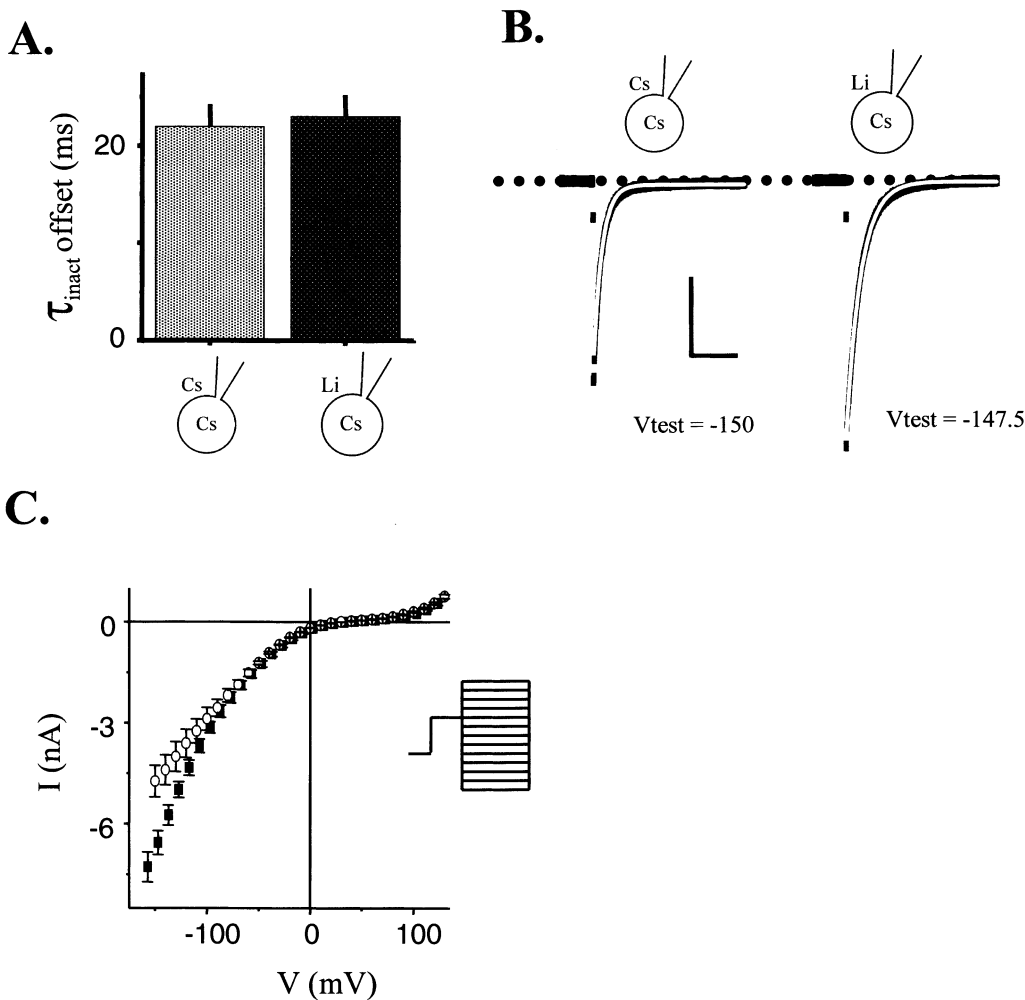 A.
τinact offset (ms)
20
0
Cs
Cs
Li
Cs
B.
Cs
Cs
Li
Cs
Vtest = -150
Vtest = -147.5
C.
I (nA)
0
-3
-6
-100
0
100
V (mV)